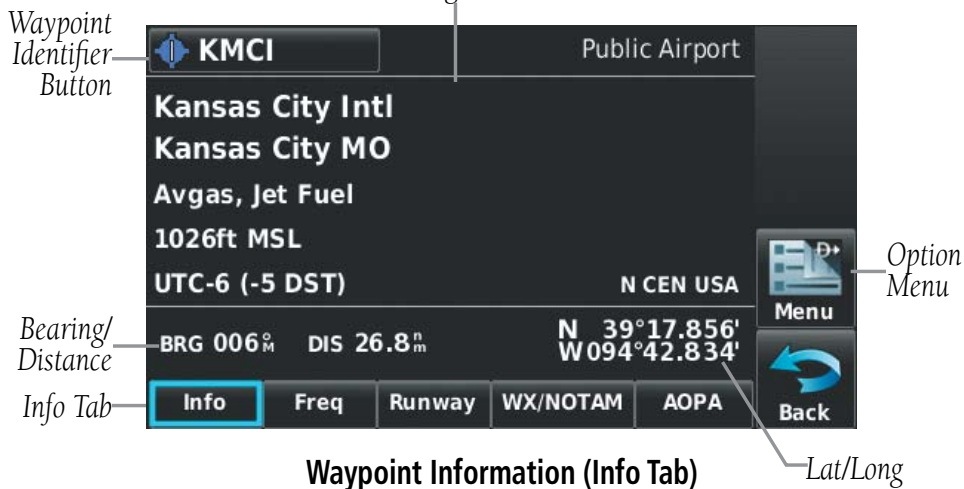 Waypoint
Identifier
Button
KMCI
Public Airport
Kansas City Intl
Kansas City MO
Avgas, Jet Fuel
1026ft MSL
UTC-6 (-5 DST)
N CEN USA
Option
Menu
Menu
Bearing/
Distance
BRG 006°M
DIS 26.8nm
N 39°17.856'
W094°42.834'
Info Tab
Info
Freq
Runway
WX/NOTAM
AOPA
Back
Waypoint Information (Info Tab)
Lat/Long